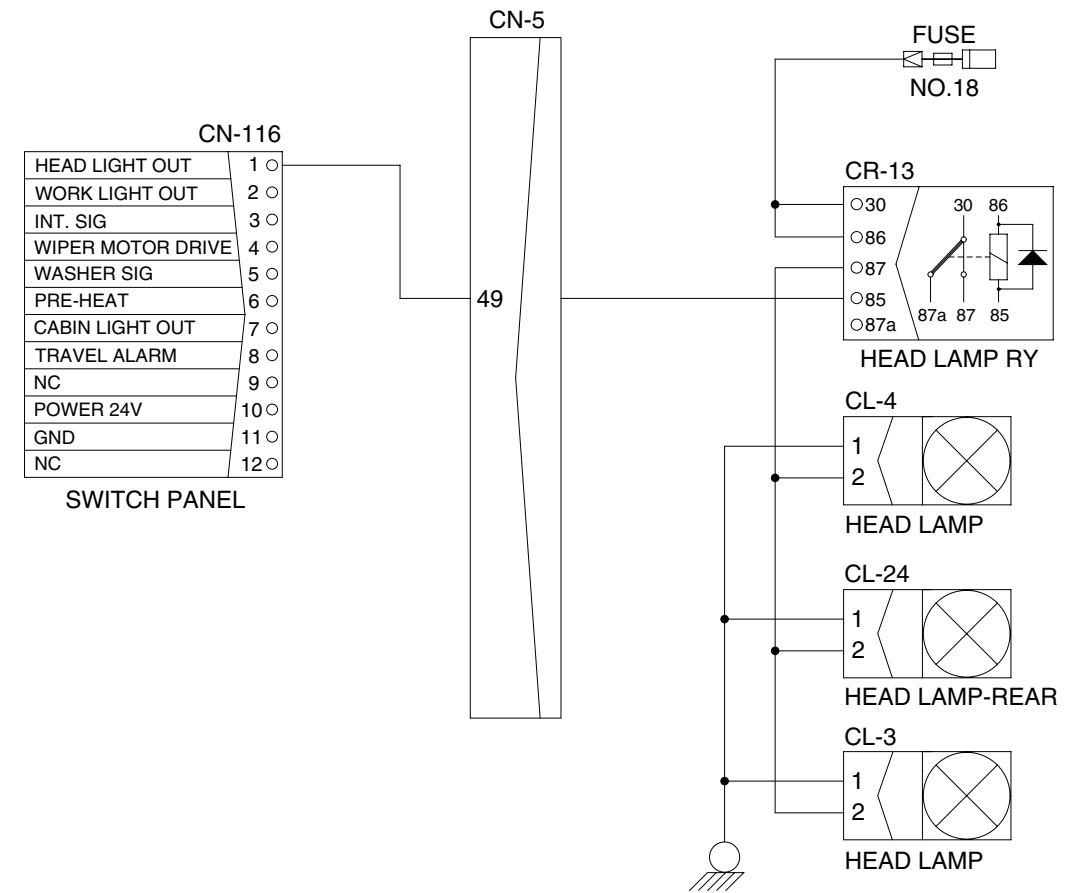 CN-5
FUSE
NO.18
CN-116
HEAD LIGHT OUT 1
WORK LIGHT OUT 2
INT. SIG 3
WIPER MOTOR DRIVE 4
WASHER SIG 5
PRE-HEAT 6
CABIN LIGHT OUT 7
TRAVEL ALARM 8
NC 9
POWER 24V 10
GND 11
NC 12
SWITCH PANEL
49
CR-13
30 30 86
86
87
85 87a 87 85
87a
HEAD LAMP RY
CL-4
1
2
HEAD LAMP
CL-24
1
2
HEAD LAMP-REAR
CL-3
1
2
HEAD LAMP